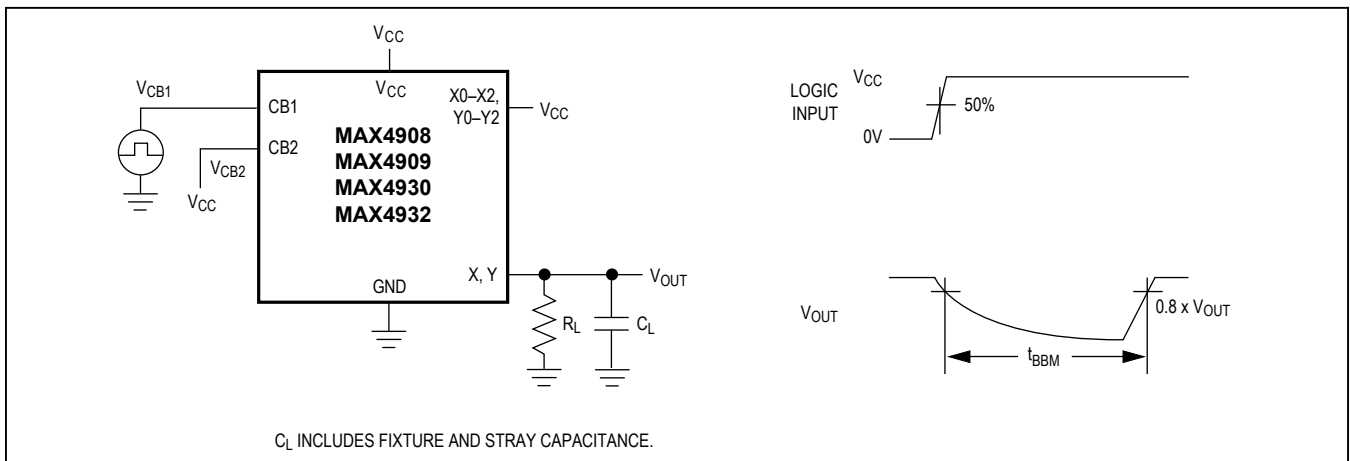 VCC
VCB1
VCC
CB1
X0–X2,
Y0–Y2
VCC
MAX4908
MAX4909
MAX4930
MAX4932
CB2
VCB2
VCC
X, Y
VOUT
GND
RL
CL
CL INCLUDES FIXTURE AND STRAY CAPACITANCE.
LOGIC
INPUT
VCC
50%
0V
VOUT
0.8 x VOUT
tBBM